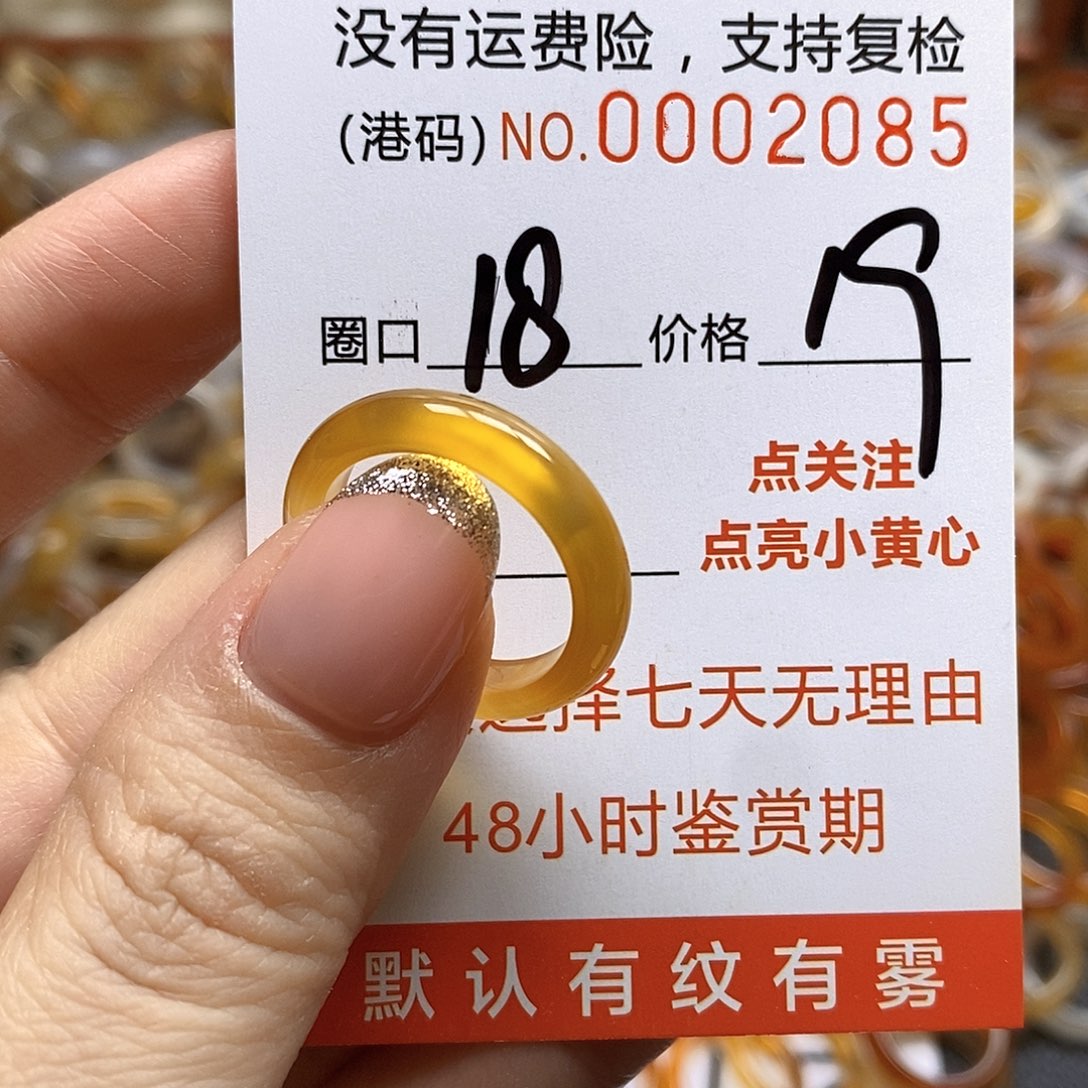 没有运费险，支持复检
(港码) NO.0002085
圈口 18 价格 19
点关注
点亮小黄心
选择七天无理由
48小时鉴赏期
默认有纹有雾